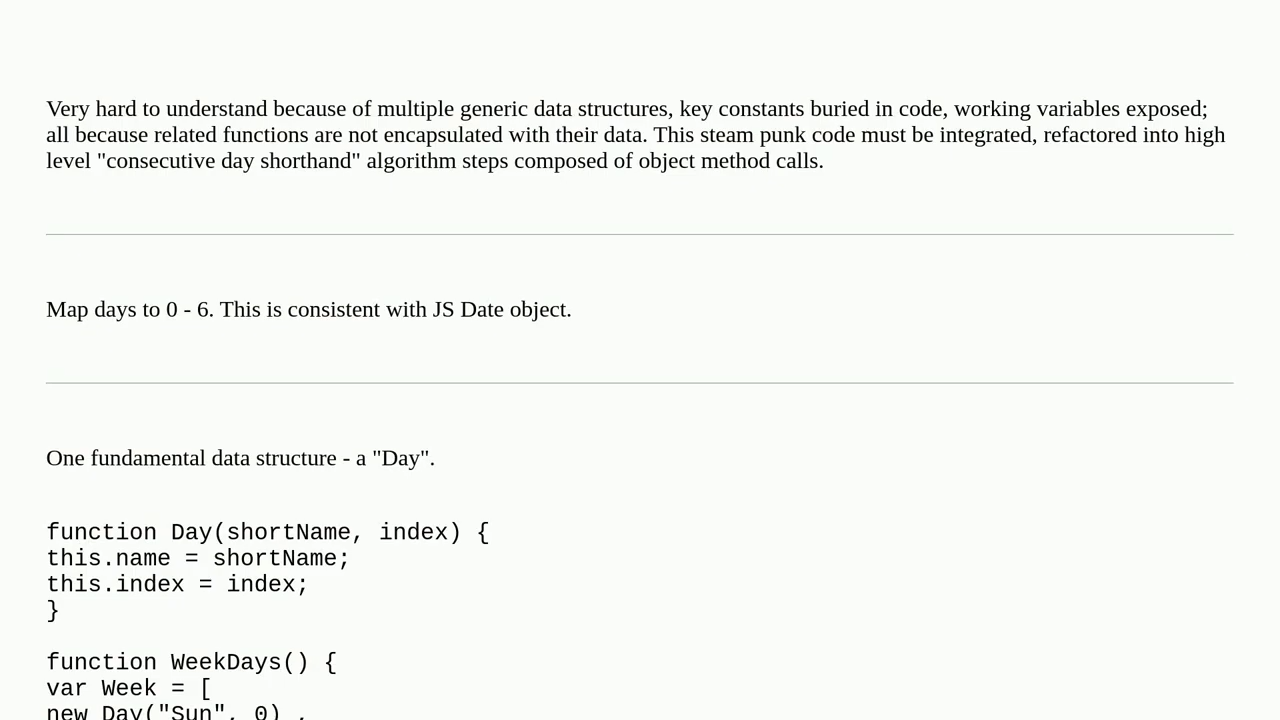 Very hard to understand because of multiple generic data structures, key constants buried in code, working variables exposed;
all because related functions are not encapsulated with their data. This steam punk code must be integrated, refactored into high
level "consecutive day shorthand" algorithm steps composed of object method calls.
Map days to 0 - 6. This is consistent with JS Date object.
One fundamental data structure - a "Day".
function Day(shortName, index) {
this.name = shortName;
this.index = index;
}
function WeekDays() {
var Week = [
new Day("Sun", 0) ,